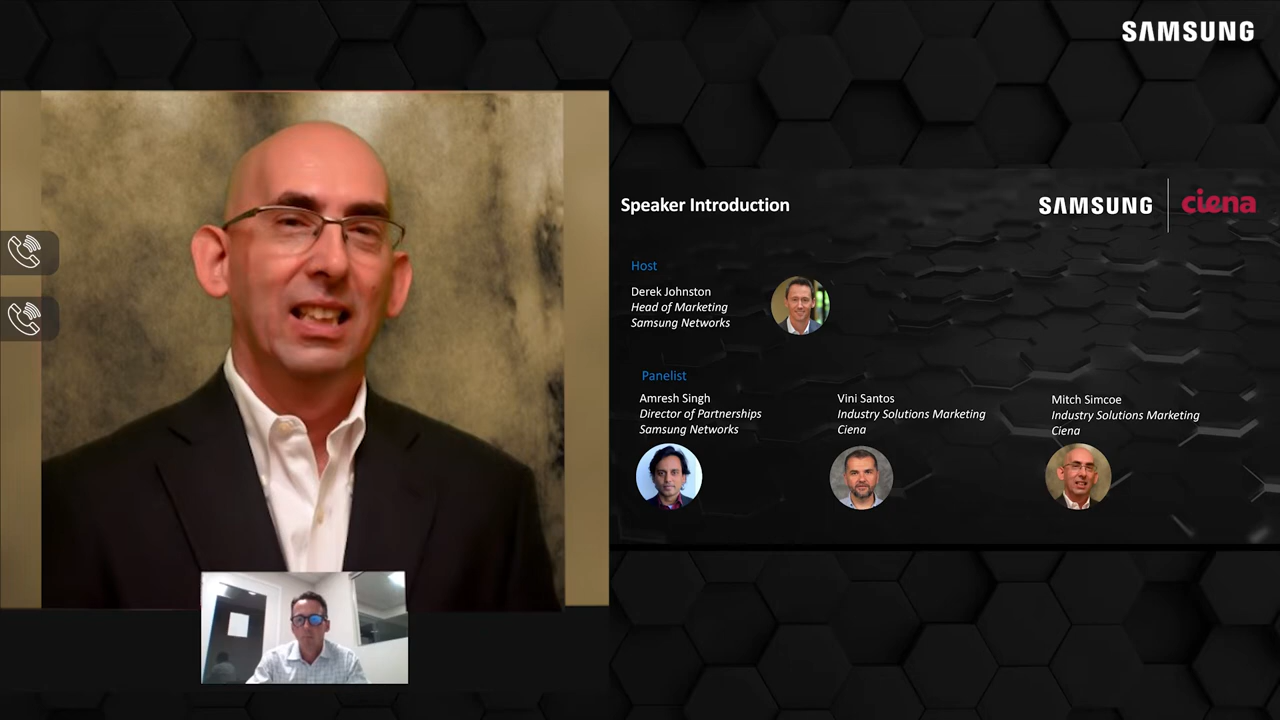 SAMSUNG
Speaker Introduction
SAMSUNG
ciena
Host
Derek Johnston
Head of Marketing
Samsung Networks
Panelist
Amresh Singh
Director of Partnerships
Samsung Networks
Vini Santos
Industry Solutions Marketing
Ciena
Mitch Simcoe
Industry Solutions Marketing
Ciena